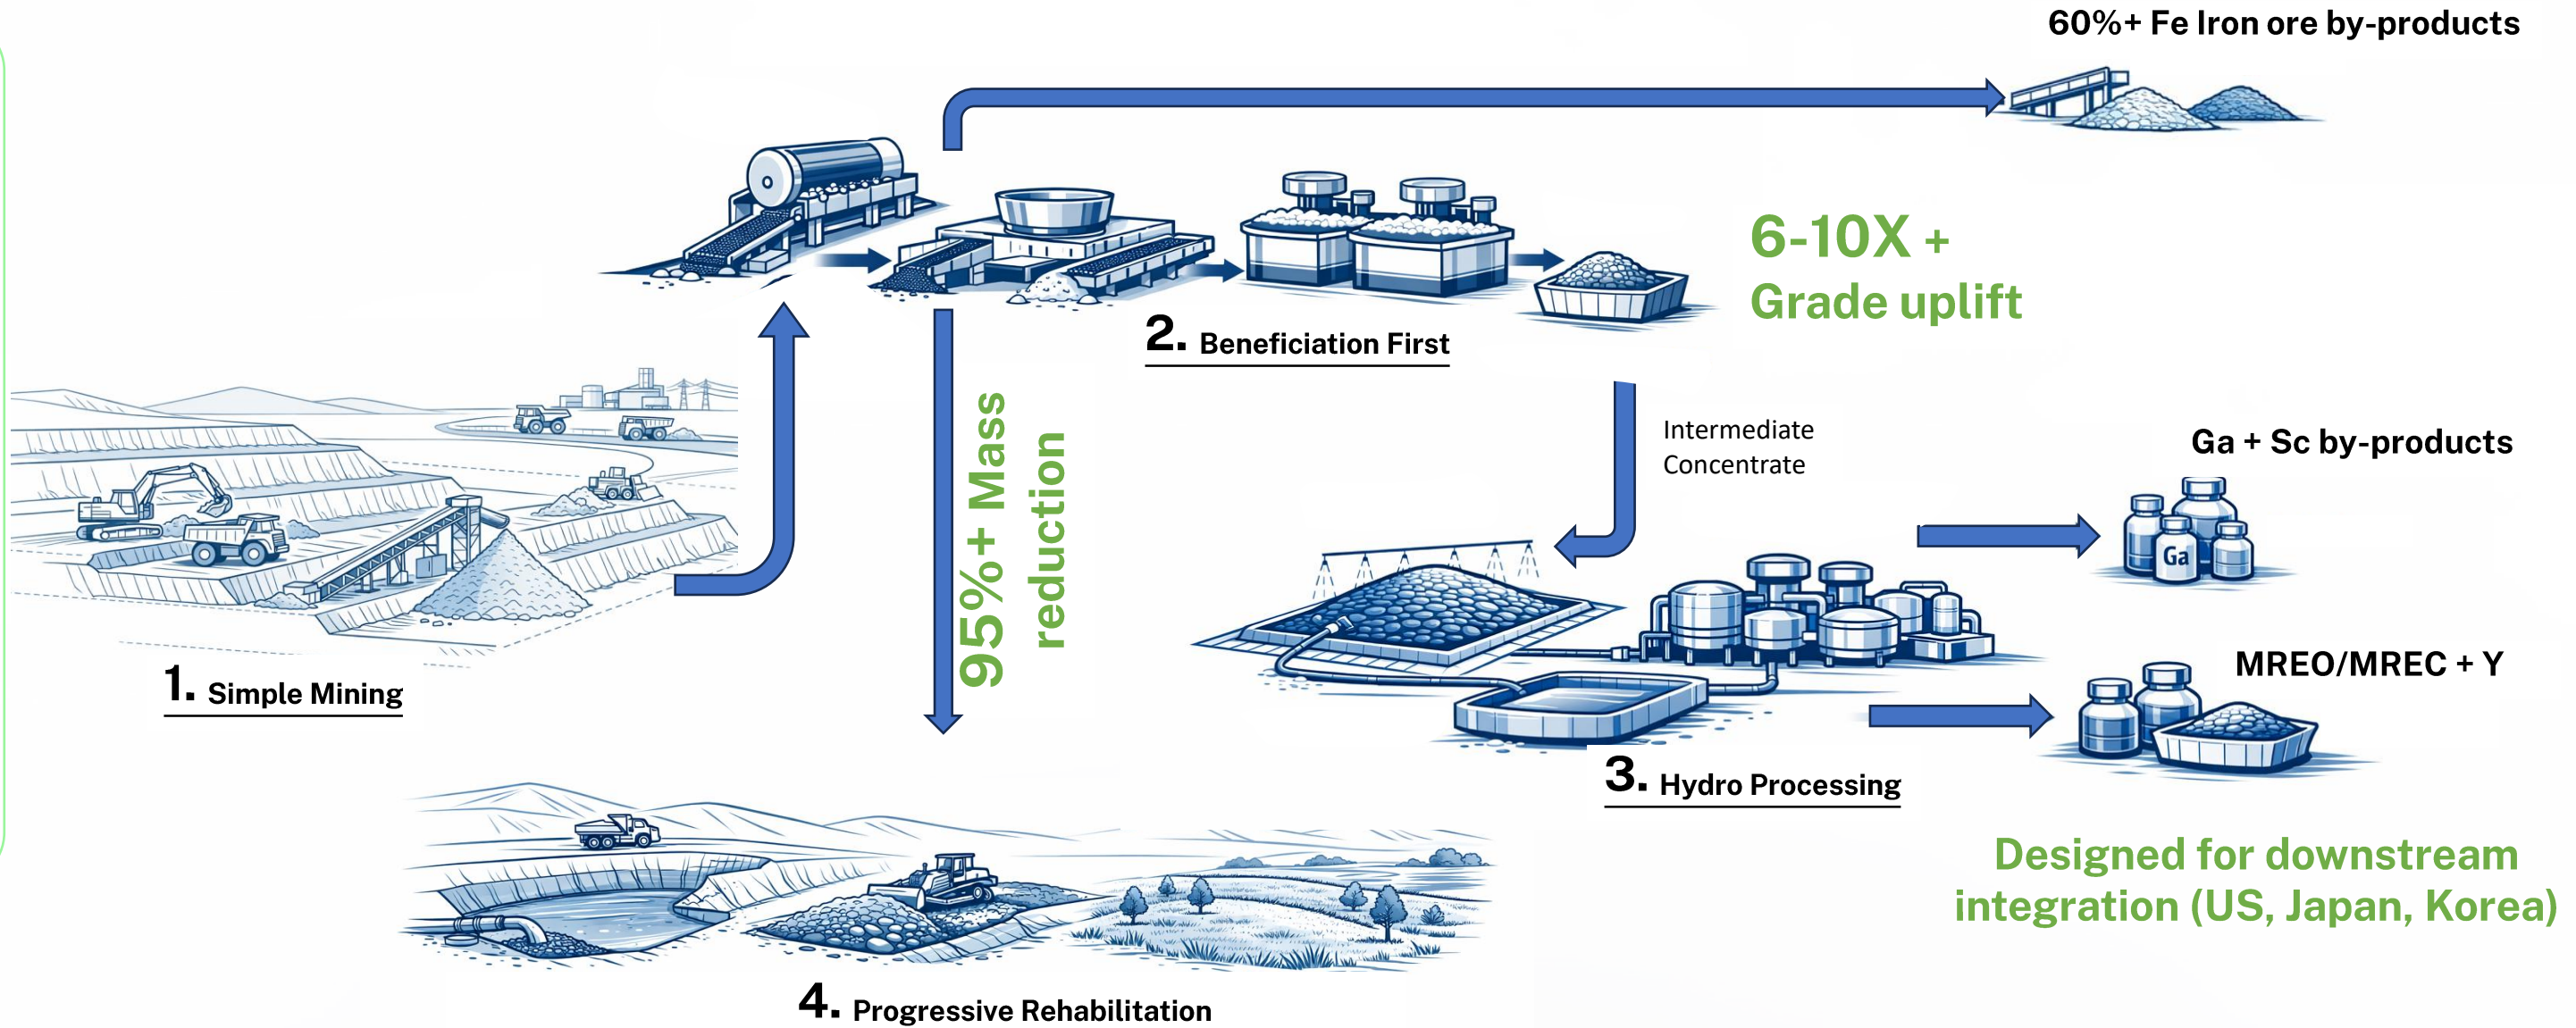 60%+ Fe Iron ore by-products
6-10X +
Grade uplift
2. Beneficiation First
95%+ Mass
reduction
Intermediate
Concentrate
Ga + Sc by-products
Ga
1. Simple Mining
MREO/MREC + Y
3. Hydro Processing
Designed for downstream
integration (US, Japan, Korea)
4. Progressive Rehabilitation